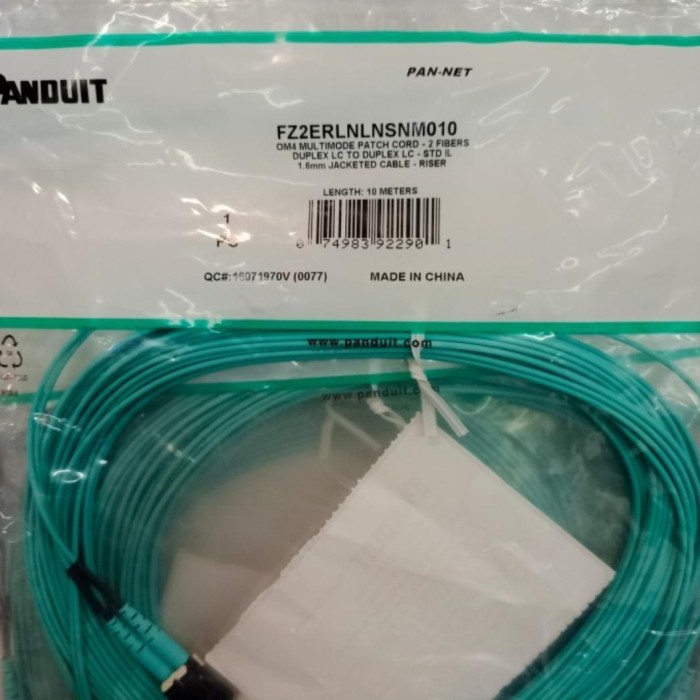 PANDUIT
PAN-NET
FZ2ERLNLNSNM010
OM4 MULTIMODE PATCH CORD - 2 FIBERS
DUPLEX LC TO DUPLEX LC - STD IL
1.6mm JACKETED CABLE - RISER
LENGTH: 10 METERS
1
PC
0 74983 92290 1
QC#:16071970V (0077)
MADE IN CHINA
www.panduit.com
www.panduit.com